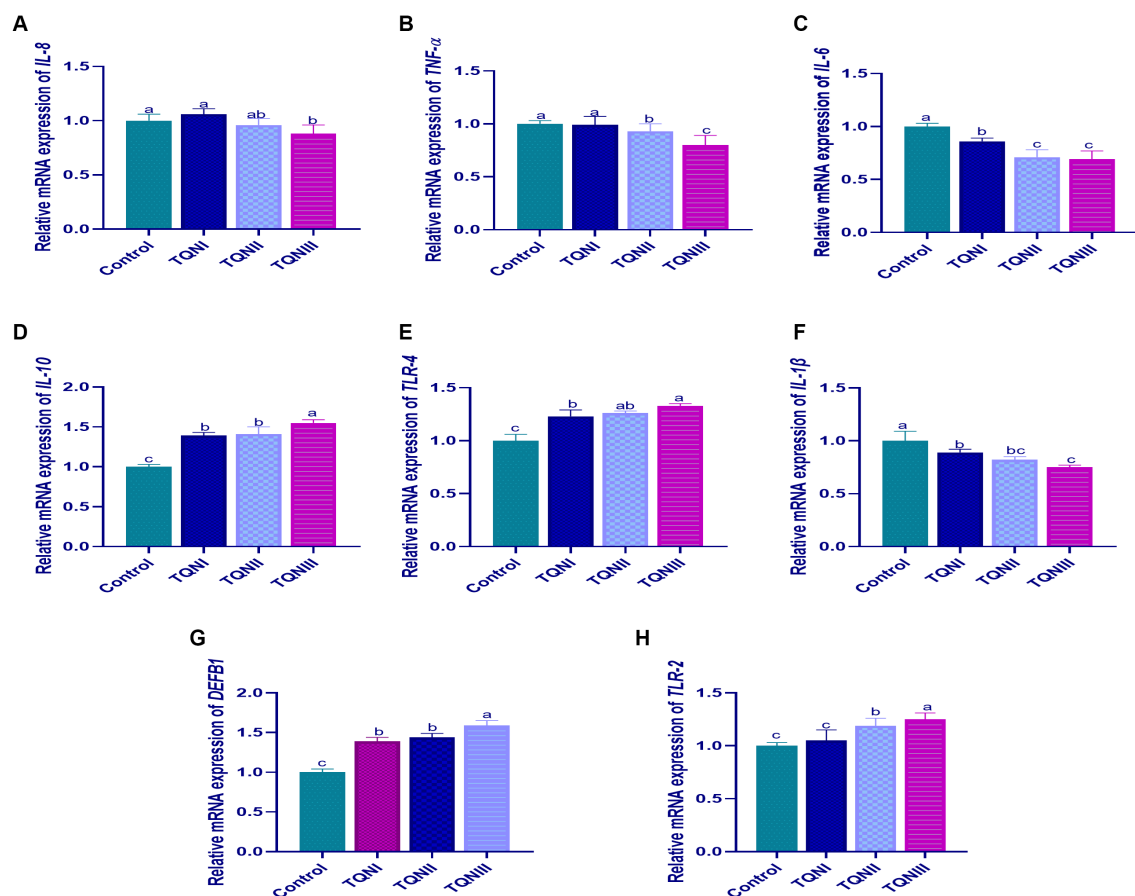 A
Relative mRNA expression of IL-8
1.5
1.0
0.5
0.0
a
a
ab
b
Control
TQNI
TQNII
TQNIII
B
Relative mRNA expression of TNF-α
1.5
1.0
0.5
0.0
a
a
b
c
Control
TQNI
TQNII
TQNIII
C
Relative mRNA expression of IL-6
1.5
1.0
0.5
0.0
a
b
c
c
Control
TQNI
TQNII
TQNIII
D
Relative mRNA expression of IL-10
2.0
1.5
1.0
0.5
0.0
c
b
b
a
Control
TQNI
TQNII
TQNIII
E
Relative mRNA expression of TLR-4
1.5
1.0
0.5
0.0
c
b
ab
a
Control
TQNI
TQNII
TQNIII
F
Relative mRNA expression of IL-1β
1.5
1.0
0.5
0.0
a
b
bc
c
Control
TQNI
TQNII
TQNIII
G
Relative mRNA expression of DEFB1
2.0
1.5
1.0
0.5
0.0
c
b
b
a
Control
TQNI
TQNII
TQNIII
H
Relative mRNA expression of TLR-2
1.5
1.0
0.5
0.0
c
c
b
a
Control
TQNI
TQNII
TQNIII